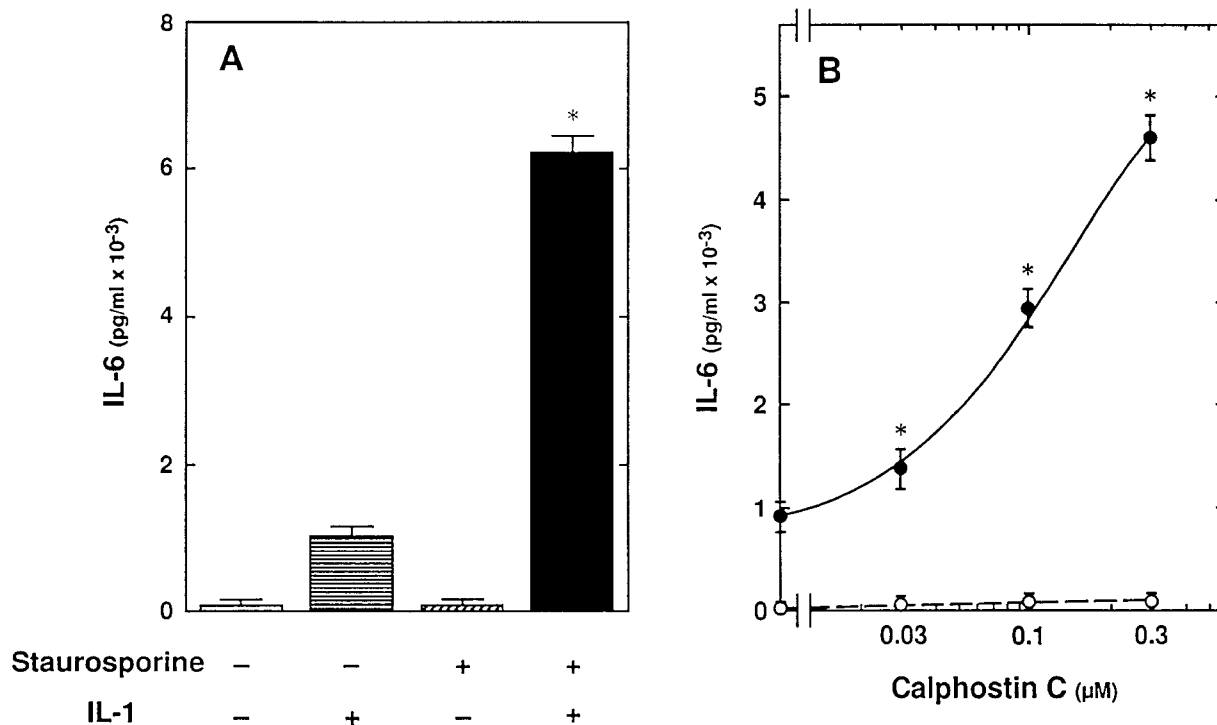 A
8
6
4
2
0
IL-6 (pg/ml x 10⁻³)
*
Staurosporine – – + +
IL-1 – + – +
B
5
4
3
2
1
0
IL-6 (pg/ml x 10⁻³)
*
*
*
0.03 0.1 0.3
Calphostin C (μM)